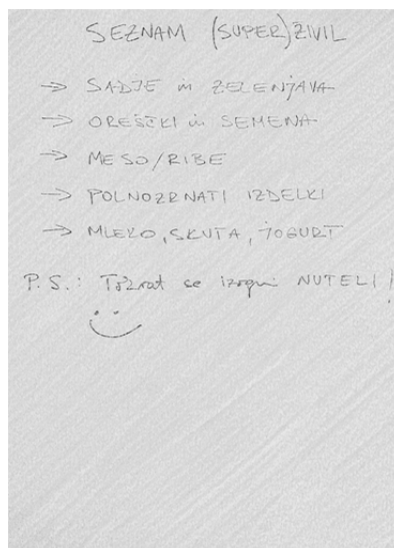 SEZNAM (SUPER)ŽIVIL
→ SADJE in ZELENJAVA
→ OREŠČKI in SEMENA
→ MESO/RIBE
→ POLNOZRNATI IZDELKI
→ MLEKO, SKUTA, JOGURT
P.S.: Tokrat se izogni NUTELI!